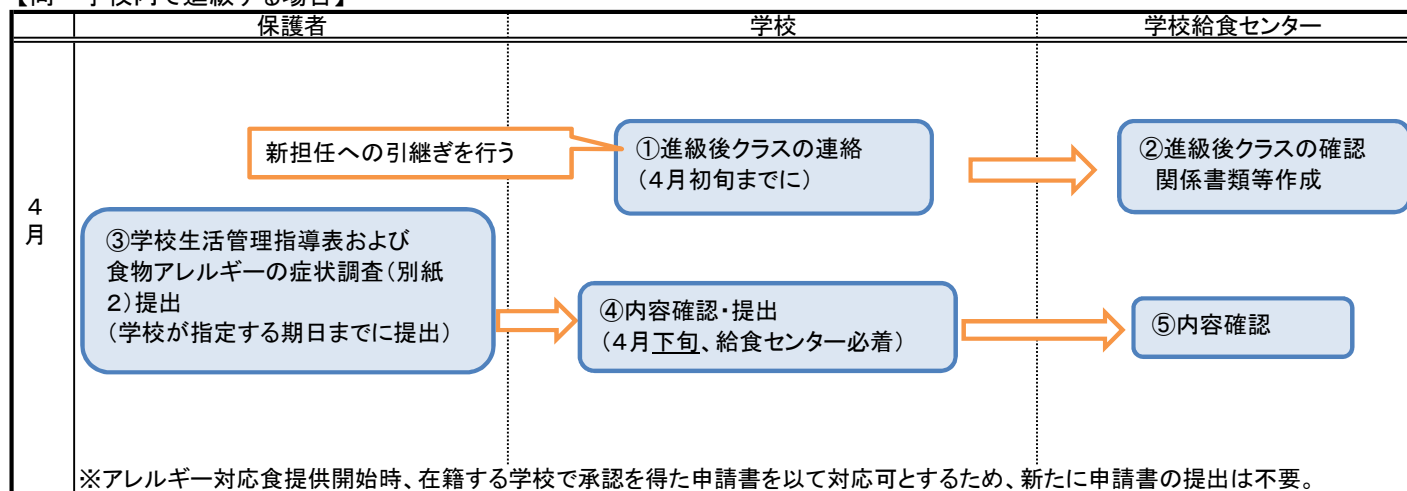 保護者
学校
学校給食センター
4月
新担任への引継ぎを行う
①進級後クラスの連絡
(4月初旬までに)
②進級後クラスの確認
関係書類等作成
③学校生活管理指導表および
食物アレルギーの症状調査(別紙
2)提出
(学校が指定する期日までに提出)
④内容確認・提出
(4月下旬、給食センター必着)
⑤内容確認
※アレルギー対応食提供開始時、在籍する学校で承認を得た申請書を以て対応可とするため、新たに申請書の提出は不要。